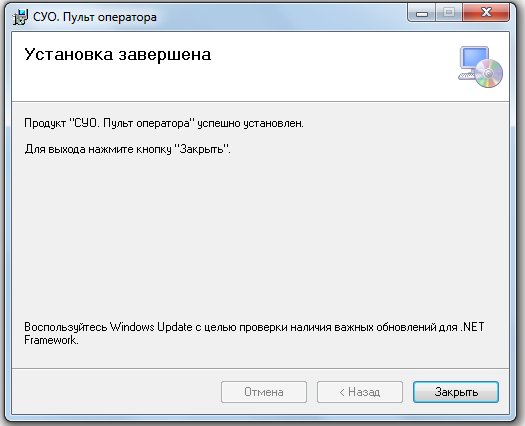 СУО. Пульт оператора
Установка завершена
Продукт "СУО. Пульт оператора" успешно установлен.
Для выхода нажмите кнопку "Закрыть".
Воспользуйтесь Windows Update с целью проверки наличия важных обновлений для .NET
Framework.
Отмена
< Назад
Закрыть